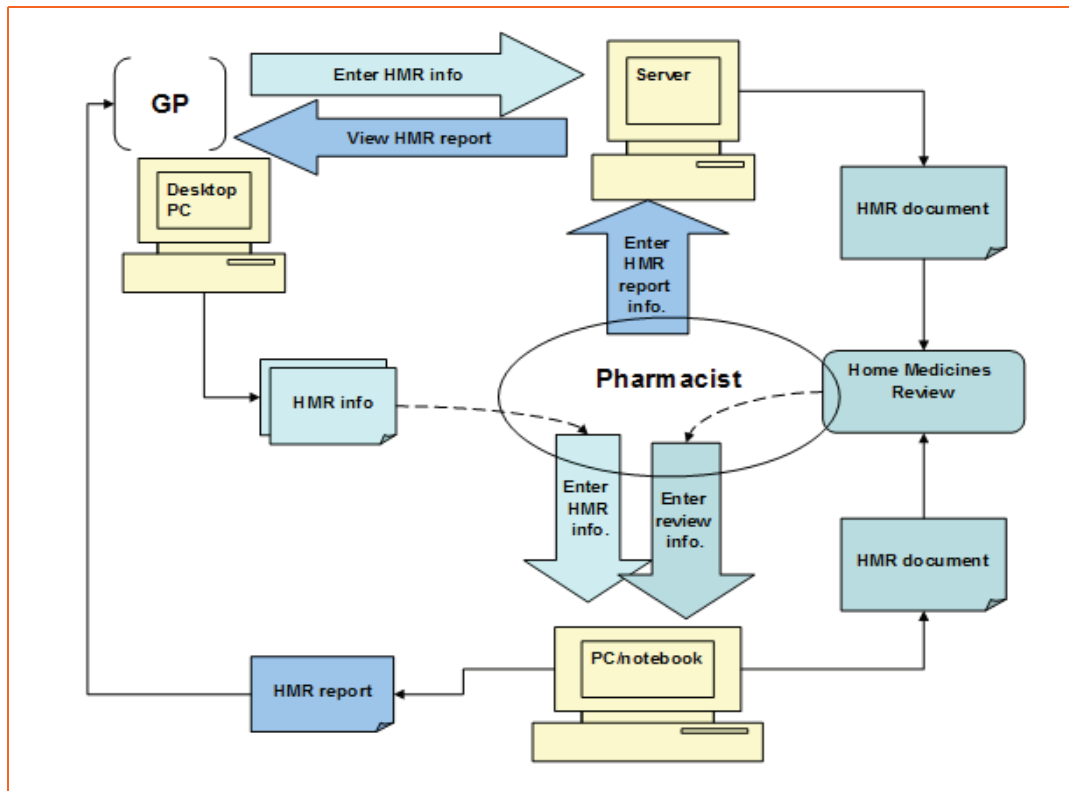 Enter HMR info
Server
GP
View HMR report
Desktop
PC
HMR document
Enter
HMR
report
info.
Home Medicines
Review
Pharmacist
HMR info
Enter
HMR
info.
Enter
review
info.
HMR document
PC/notebook
HMR report